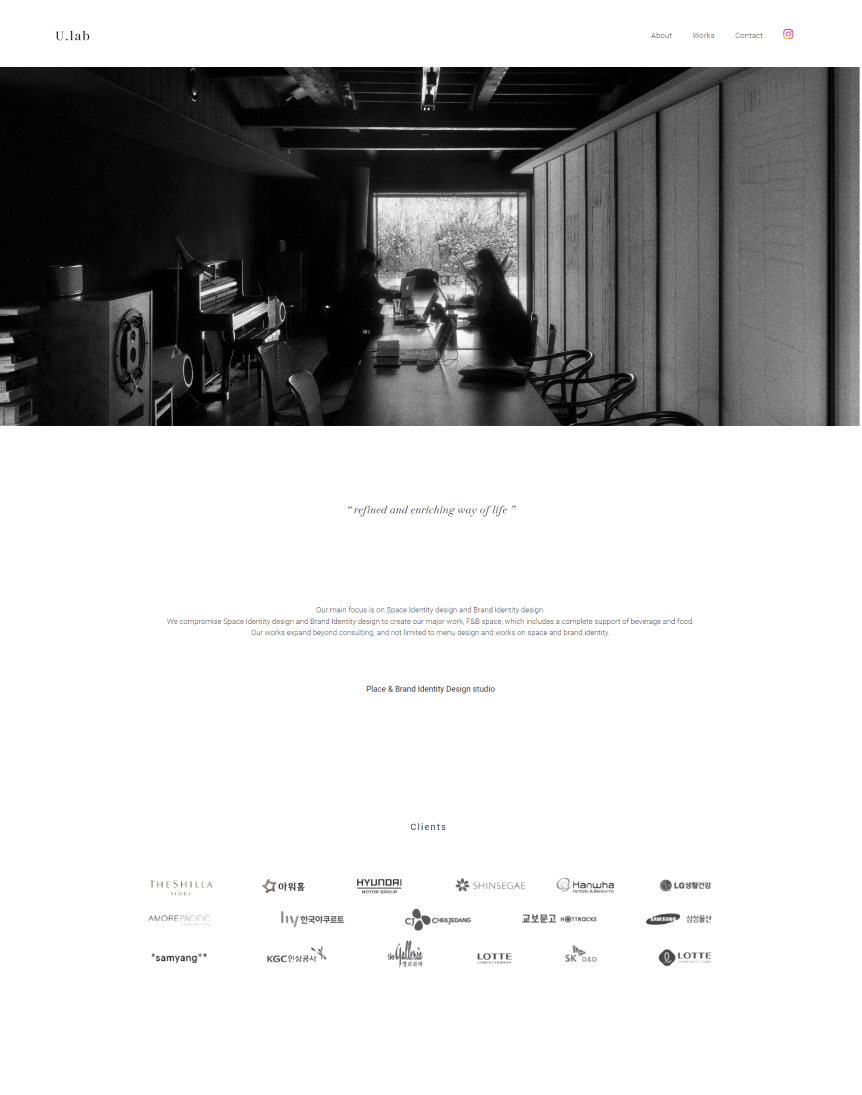 U.lab
About Works Contact
“ refined and enriching way of life ”
Our main focus is on Space Identity design and Brand Identity design.
We compromise Space Identity design and Brand Identity design to create our major work, F&B space, which includes a complete support of beverage and food.
Our works expand beyond consulting, and not limited to menu design and works on space and brand identity.
Place & Brand Identity Design studio
Clients
THE SHILLA
SEOUL
아워홈
HYUNDAI
MOTOR GROUP
SHINSEGAE
Hanwha
Hotels & Resorts
LG생활건강
AMOREPACIFIC
hy 한국야쿠르트
CJ CHEILJEDANG
교보문고 HOTTRACKS
SAMSUNG 삼성물산
samyang
KGC인삼공사
the Galleria
갤러리아
LOTTE
SK D&D
LOTTE